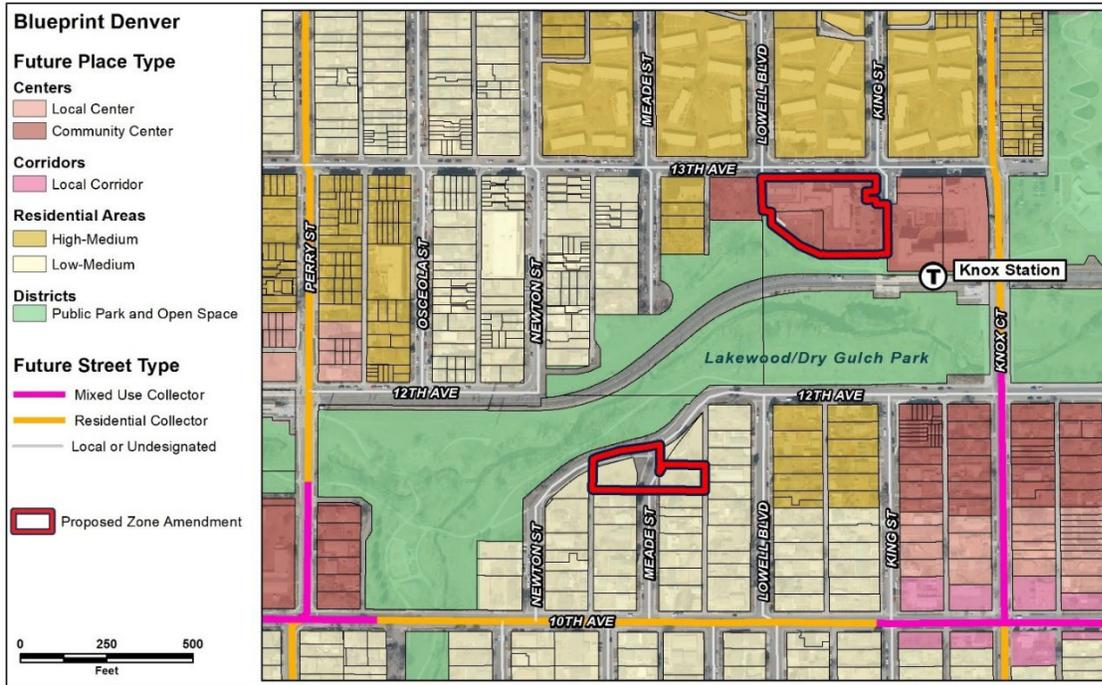 Blueprint Denver
Future Place Type
Centers
Local Center
Community Center
Corridors
Local Corridor
Residential Areas
High-Medium
Low-Medium
Districts
Public Park and Open Space
Future Street Type
Mixed Use Collector
Residential Collector
Local or Undesignated
Proposed Zone Amendment
0 250 500
Feet
MEADE ST
LOWELL BLVD
KING ST
13TH AVE
PERRY ST
OSCEOLA ST
NEWTON ST
T
Knox Station
KNOX CT
Lakewood/Dry Gulch Park
12TH AVE
12TH AVE
NEWTON ST
MEADE ST
LOWELL BLVD
KING ST
10TH AVE